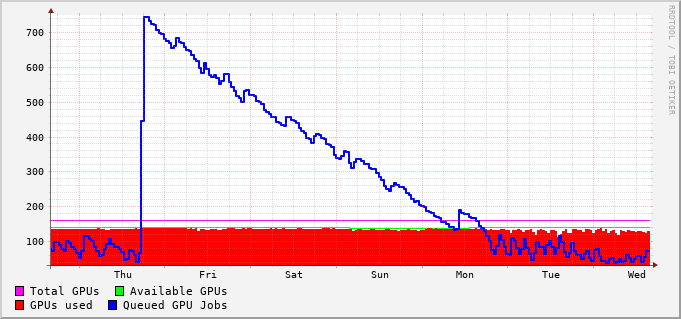 700
600
500
400
300
200
100
Thu Fri Sat Sun Mon Tue Wed
Total GPUs Available GPUs
GPUs used Queued GPU Jobs
RRDTOOL / TOBI OETIKER